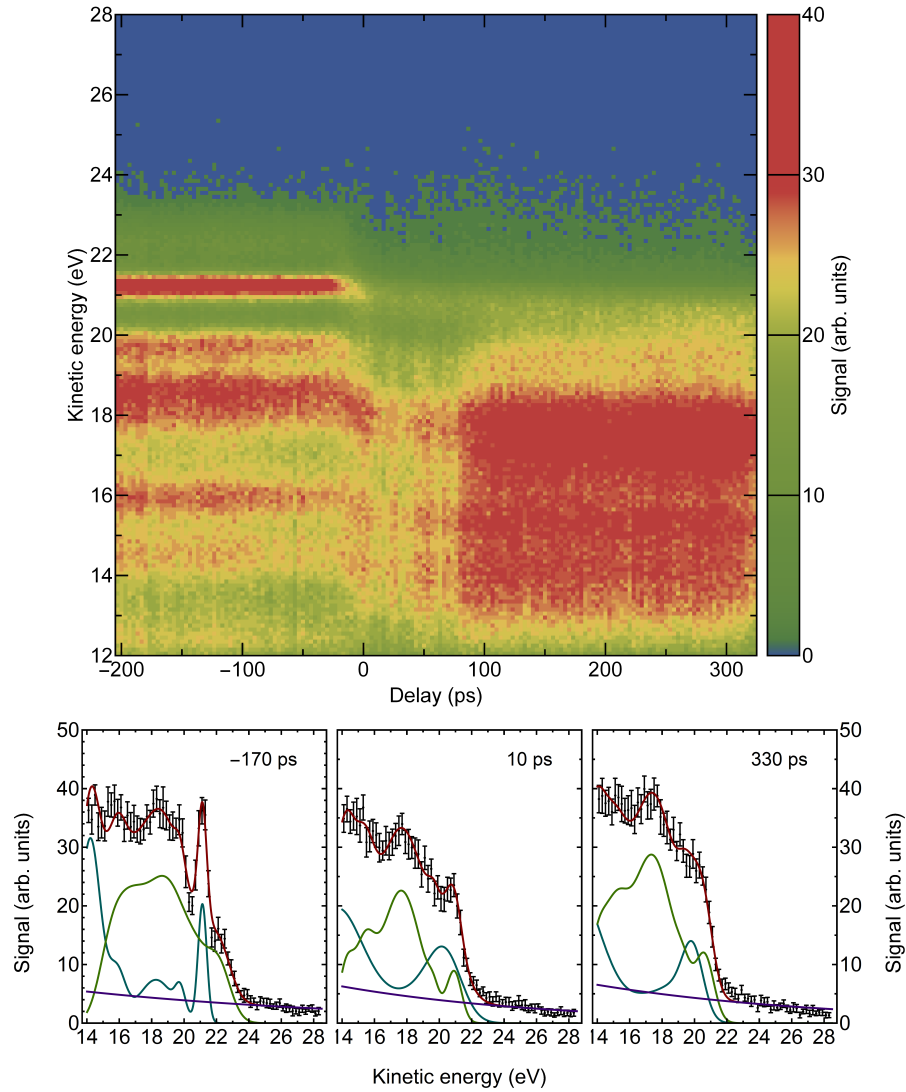 28
26
24
22
20
18
16
14
12
Kinetic energy (eV)
−200 −100 0 100 200 300
Delay (ps)
40
30
20
10
0
Signal (arb. units)
50
40
30
20
10
0
Signal (arb. units)
−170 ps
10 ps
330 ps
50
40
30
20
10
0
Signal (arb. units)
14 16 18 20 22 24 26 28
14 16 18 20 22 24 26 28
14 16 18 20 22 24 26 28
Kinetic energy (eV)